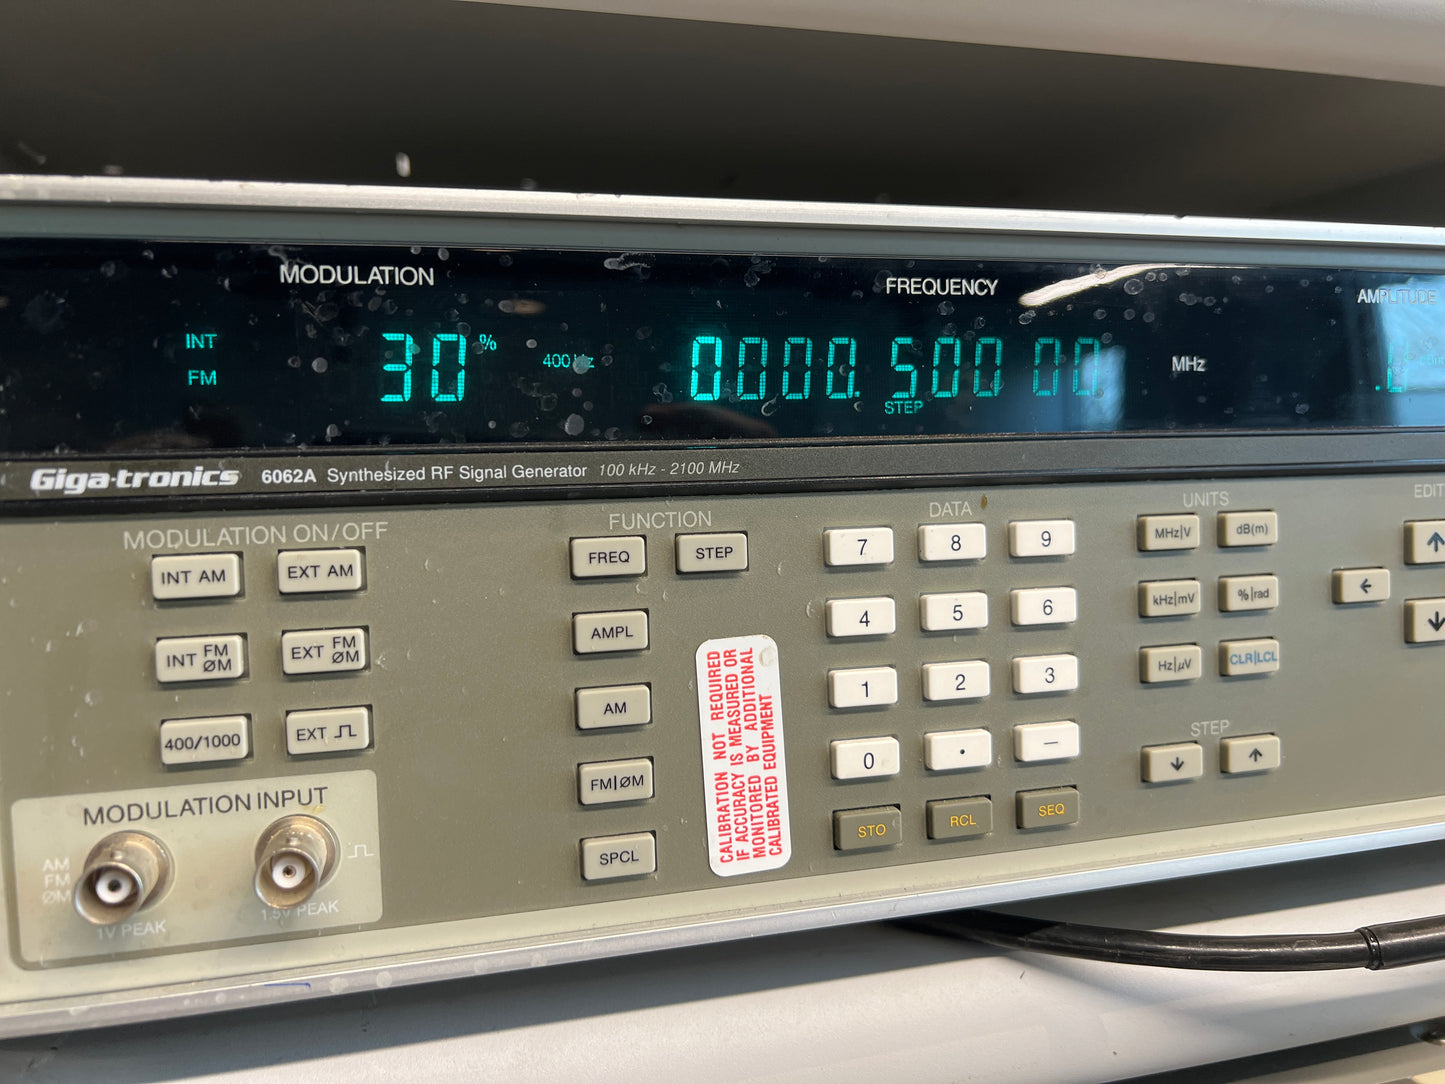 MODULATION
FREQUENCY
AMPLITUDE
INT
FM
30 %
400 Hz
0000.500 00
STEP
MHz
Giga-tronics 6062A Synthesized RF Signal Generator 100 kHz - 2100 MHz
MODULATION ON/OFF
INT AM
EXT AM
INT FM ØM
EXT FM ØM
400/1000
EXT
MODULATION INPUT
AM
FM
ØM
1V PEAK
1.5V PEAK
FUNCTION
FREQ
STEP
AMPL
AM
FM|ØM
SPCL
CALIBRATION NOT REQUIRED
IF ACCURACY IS MEASURED OR
MONITORED BY ADDITIONAL
CALIBRATED EQUIPMENT
DATA
7 8 9
4 5 6
1 2 3
0 . –
STO RCL SEQ
UNITS
MHz|V dB(m)
kHz|mV %|rad
Hz|µV CLR|LCL
STEP
↓ ↑
EDIT
↑
←
↓